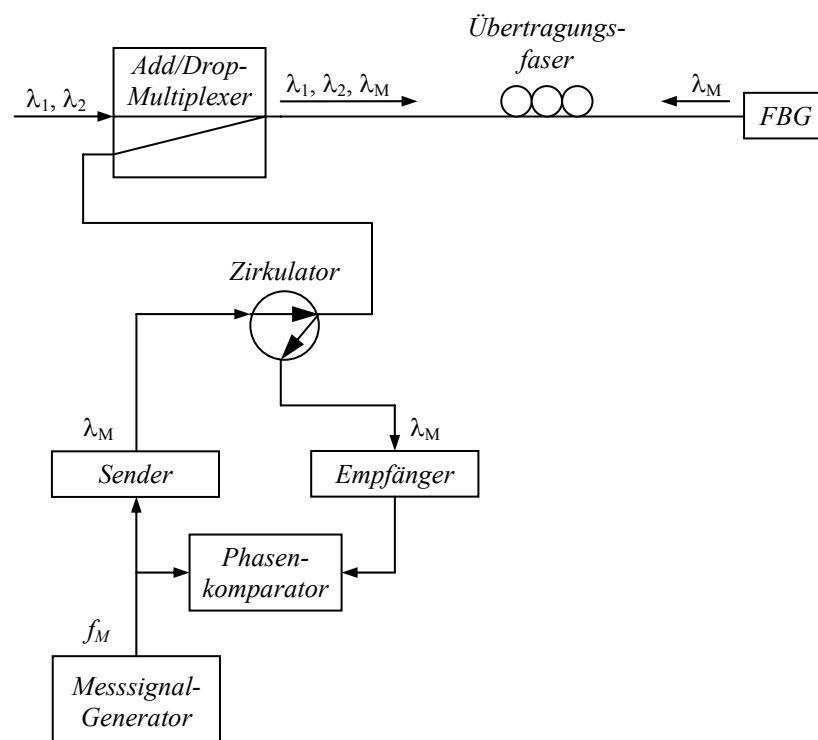 Übertragungs-
faser
Add/Drop-
Multiplexer
λ1, λ2
λ1, λ2, λM
λM
FBG
Zirkulator
λM
λM
Sender
Empfänger
Phasen-
komparator
fM
Messsignal-
Generator